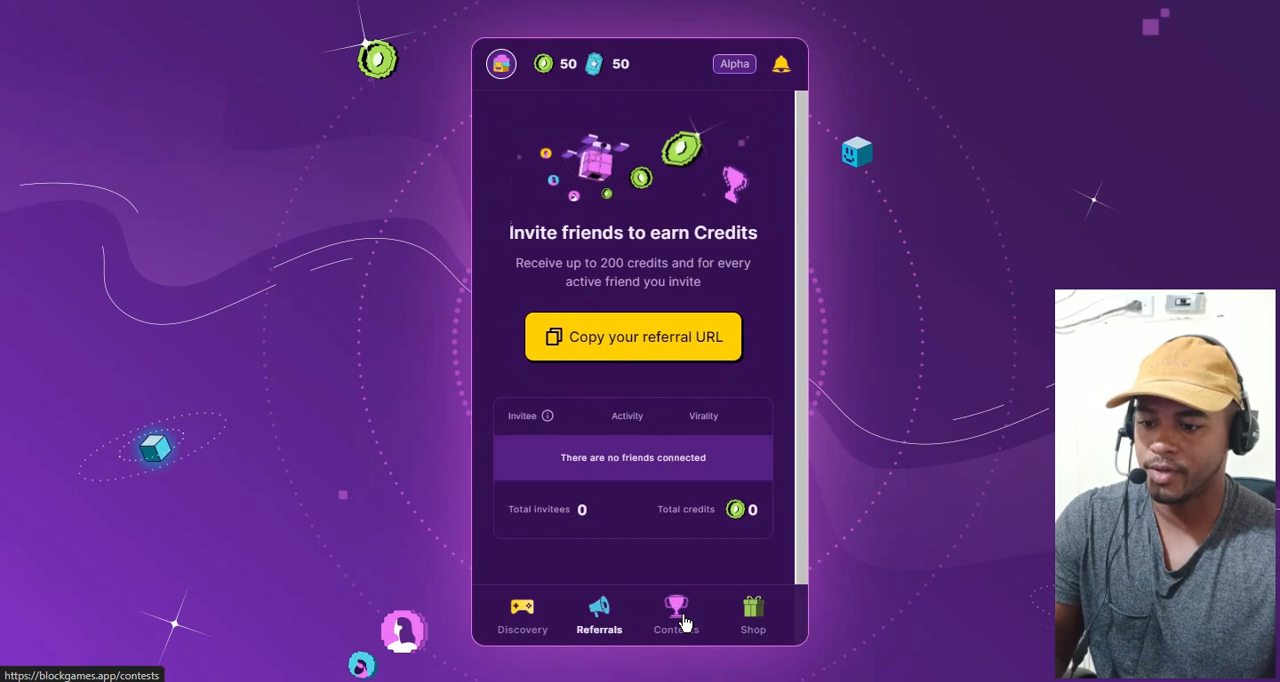 50
50
Alpha
Invite friends to earn Credits
Receive up to 200 credits and for every
active friend you invite
Copy your referral URL
Invitee
Activity
Virality
There are no friends connected
Total invitees 0
Total credits 0
Discovery
Referrals
Contests
Shop
https://blockgames.app/contests